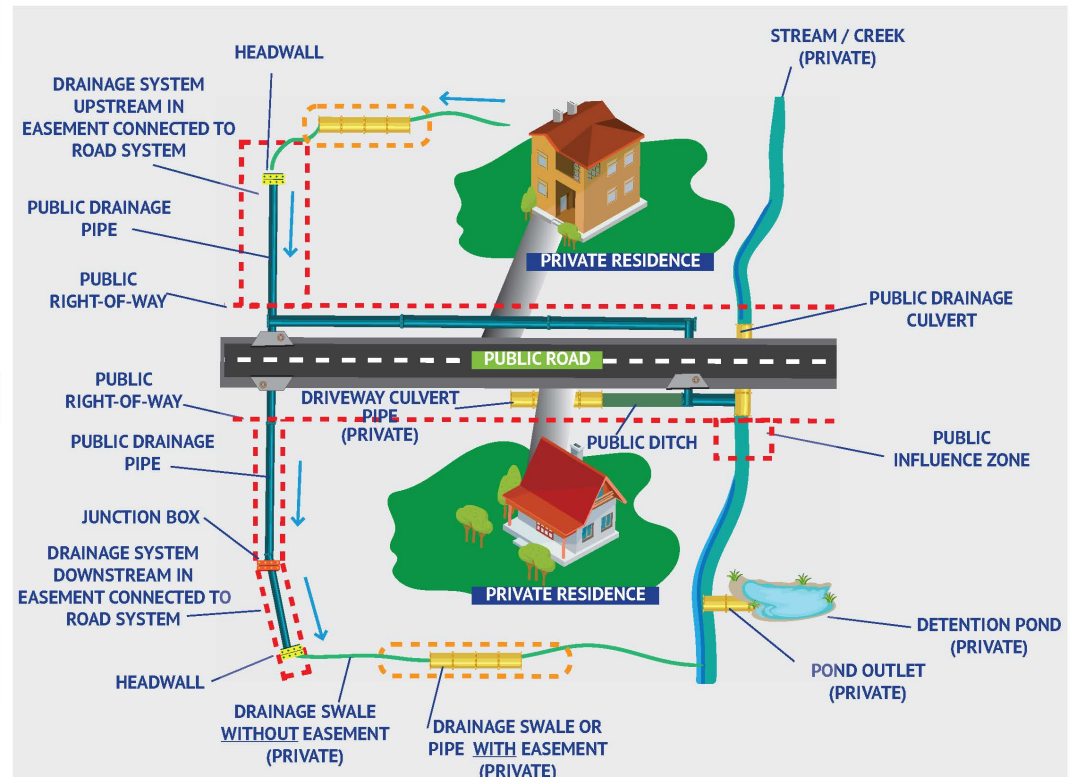 HEADWALL
STREAM / CREEK
(PRIVATE)
DRAINAGE SYSTEM
UPSTREAM IN
EASEMENT CONNECTED TO
ROAD SYSTEM
PUBLIC DRAINAGE
PIPE
PRIVATE RESIDENCE
PUBLIC
RIGHT-OF-WAY
PUBLIC DRAINAGE
CULVERT
PUBLIC ROAD
PUBLIC
RIGHT-OF-WAY
DRIVEWAY CULVERT
PIPE
(PRIVATE)
PUBLIC DITCH
PUBLIC
INFLUENCE ZONE
PUBLIC DRAINAGE
PIPE
JUNCTION BOX
DRAINAGE SYSTEM
DOWNSTREAM IN
EASEMENT CONNECTED TO
ROAD SYSTEM
PRIVATE RESIDENCE
DETENTION POND
(PRIVATE)
POND OUTLET
(PRIVATE)
HEADWALL
DRAINAGE SWALE
WITHOUT EASEMENT
(PRIVATE)
DRAINAGE SWALE OR
PIPE WITH EASEMENT
(PRIVATE)